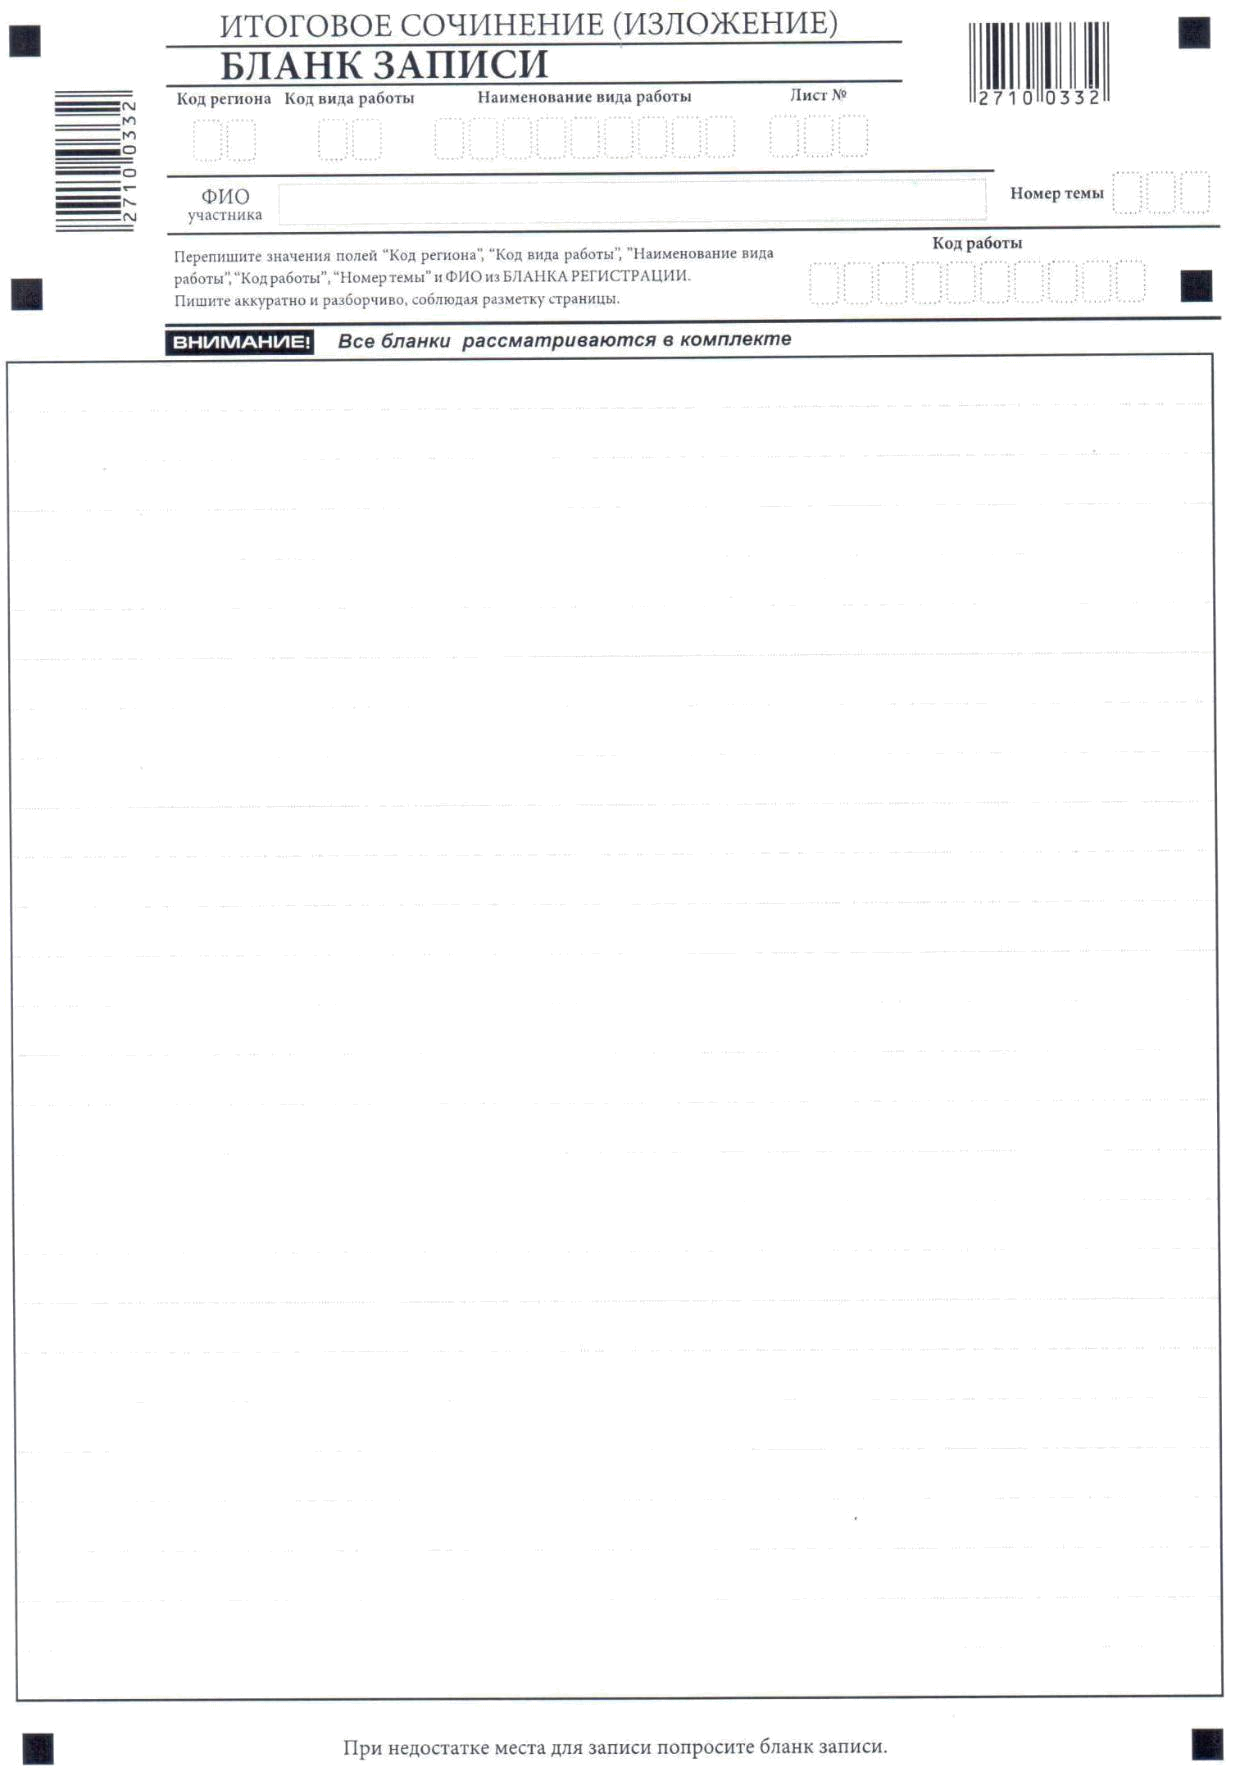 ИТОГОВОЕ СОЧИНЕНИЕ (ИЗЛОЖЕНИЕ)
БЛАНК ЗАПИСИ
2710 0332
2710 0332
Код региона Код вида работы Наименование вида работы Лист №
ФИО
участника
Номер темы
Код работы
Перепишите значения полей “Код региона”, “Код вида работы”, ”Наименование вида
работы”, “Код работы”, “Номер темы” и ФИО из БЛАНКА РЕГИСТРАЦИИ.
Пишите аккуратно и разборчиво, соблюдая разметку страницы.
ВНИМАНИЕ! Все бланки рассматриваются в комплекте
При недостатке места для записи попросите бланк записи.